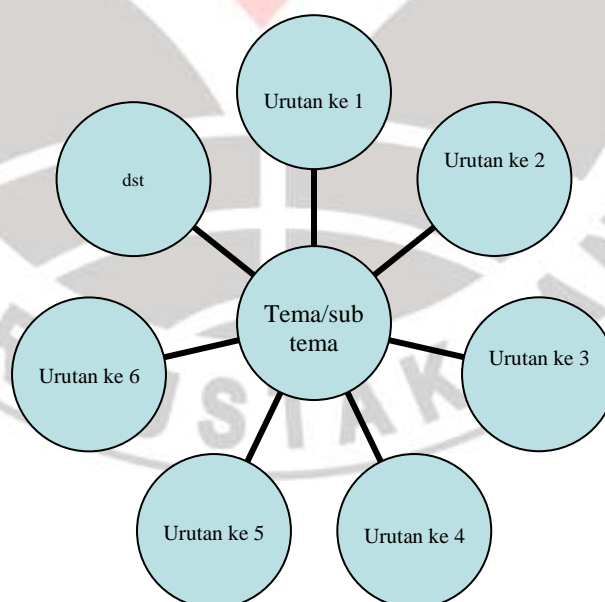 Urutan ke 1
Urutan ke 2
Urutan ke 3
Urutan ke 4
Urutan ke 5
Urutan ke 6
dst
Tema/sub
tema